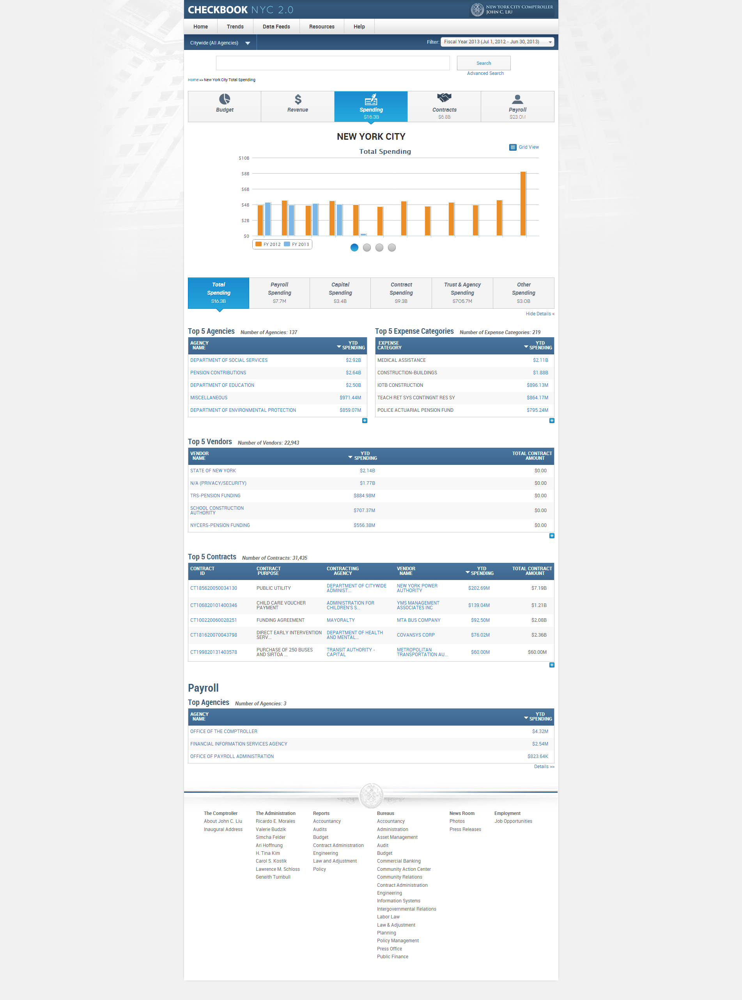 CHECKBOOK NYC 2.0
NEW YORK CITY COMPTROLLER
JOHN C. LIU
Home Trends Data Feeds Resources Help
Citywide (All Agencies)
Filter: Fiscal Year 2013 (Jul 1, 2012 - Jun 30, 2013)
Search
Advanced Search
Home >> New York City Total Spending
Budget Revenue Spending Contracts Payroll
$16.3B $6.8B $23.0M
NEW YORK CITY
Grid View
Total Spending
$10B
$8B
$6B
$4B
$2B
$0
FY 2012 FY 2013
Total Payroll Capital Contract Trust & Agency Other
Spending Spending Spending Spending Spending Spending
$16.3B $7.7M $3.4B $9.3B $705.7M $3.0B
Hide Details «
Top 5 Agencies Number of Agencies: 137
AGENCY NAME YTD SPENDING
DEPARTMENT OF SOCIAL SERVICES $2.92B
PENSION CONTRIBUTIONS $2.64B
DEPARTMENT OF EDUCATION $2.50B
MISCELLANEOUS $971.44M
DEPARTMENT OF ENVIRONMENTAL PROTECTION $859.07M
Top 5 Expense Categories Number of Expense Categories: 219
EXPENSE CATEGORY YTD SPENDING
MEDICAL ASSISTANCE $2.11B
CONSTRUCTION-BUILDINGS $1.88B
IOTB CONSTRUCTION $896.13M
TEACH RET SYS CONTINGNT RES SY $864.17M
POLICE ACTUARIAL PENSION FUND $795.24M
Top 5 Vendors Number of Vendors: 22,943
VENDOR NAME YTD SPENDING TOTAL CONTRACT AMOUNT
STATE OF NEW YORK $2.14B $0.00
N/A (PRIVACY/SECURITY) $1.77B $0.00
TRS-PENSION FUNDING $884.98M $0.00
SCHOOL CONSTRUCTION AUTHORITY $707.37M $0.00
NYCERS-PENSION FUNDING $556.38M $0.00
Top 5 Contracts Number of Contracts: 31,435
CONTRACT ID CONTRACT PURPOSE CONTRACTING AGENCY VENDOR NAME YTD SPENDING TOTAL CONTRACT AMOUNT
CT185620050034130 PUBLIC UTILITY DEPARTMENT OF CITYWIDE ADMINIST... NEW YORK POWER AUTHORITY $202.69M $7.19B
CT106820101400346 CHILD CARE VOUCHER PAYMENT ADMINISTRATION FOR CHILDREN'S S... YMS MANAGEMENT ASSOCIATES INC $139.04M $1.21B
CT100220060028251 FUNDING AGREEMENT MAYORALTY MTA BUS COMPANY $92.50M $2.08B
CT181620070043798 DIRECT EARLY INTERVENTION SERV... DEPARTMENT OF HEALTH AND MENTAL... COVANSYS CORP $76.02M $2.36B
CT199820131403578 PURCHASE OF 250 BUSES AND SIRTOA ... TRANSIT AUTHORITY - CAPITAL METROPOLITAN TRANSPORTATION AU... $60.00M $60.00M
Payroll
Top Agencies Number of Agencies: 3
AGENCY NAME YTD SPENDING
OFFICE OF THE COMPTROLLER $4.32M
FINANCIAL INFORMATION SERVICES AGENCY $2.54M
OFFICE OF PAYROLL ADMINISTRATION $823.64K
Details >>
The Comptroller
About John C. Liu
Inaugural Address
The Administration
Ricardo E. Morales
Valerie Budzik
Simcha Felder
Ari Hoffnung
H. Tina Kim
Carol S. Kostik
Lawrence M. Schloss
Geneith Turnbull
Reports
Accountancy
Audits
Budget
Contract Administration
Engineering
Law and Adjustment
Policy
Bureaus
Accountancy
Administration
Asset Management
Audit
Budget
Commercial Banking
Community Action Center
Community Relations
Contract Administration
Engineering
Information Systems
Intergovernmental Relations
Labor Law
Law & Adjustment
Planning
Policy Management
Press Office
Public Finance
News Room
Photos
Press Releases
Employment
Job Opportunities